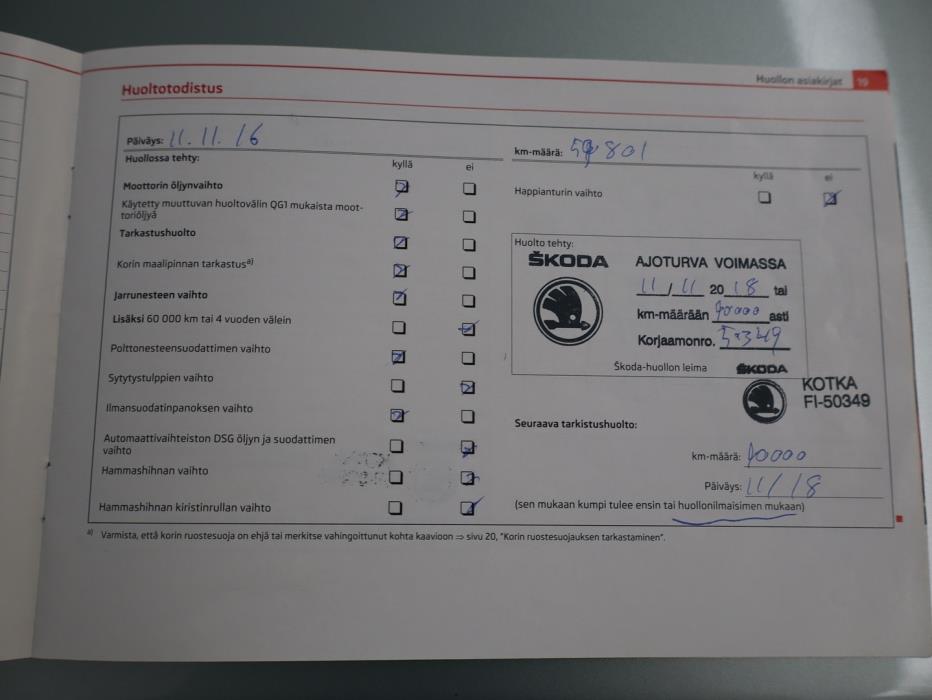 Huollon asiakirjat 19
Huoltotodistus
Päiväys: 11.11.16
km-määrä: 801
Huollossa tehty:
kyllä ei
Moottorin öljynvaihto
Käytetty muuttuvan huoltovälin QG1 mukaista moot-
toriöljyä
Tarkastushuolto
Korin maalipinnan tarkastusa)
Jarrunesteen vaihto
Lisäksi 60 000 km tai 4 vuoden välein
Polttonesteensuodattimen vaihto
Sytytystulppien vaihto
Ilmansuodatinpanoksen vaihto
Automaattivaihteiston DSG öljyn ja suodattimen
vaihto
Hammashihnan vaihto
Hammashihnan kiristinrullan vaihto
kyllä ei
Happianturin vaihto
Huolto tehty:
ŠKODA
AJOTURVA VOIMASSA
11/11 2018 tai
km-määrään 90000 asti
Korjaamonro.
Škoda-huollon leima
ŠKODA
KOTKA
FI-50349
Seuraava tarkistushuolto:
km-määrä: 90000
Päiväys: 11/18
(sen mukaan kumpi tulee ensin tai huollonilmaisimen mukaan)
a) Varmista, että korin ruostesuoja on ehjä tai merkitse vahingoittunut kohta kaavioon ⇒ sivu 20, "Korin ruostesuojauksen tarkastaminen".